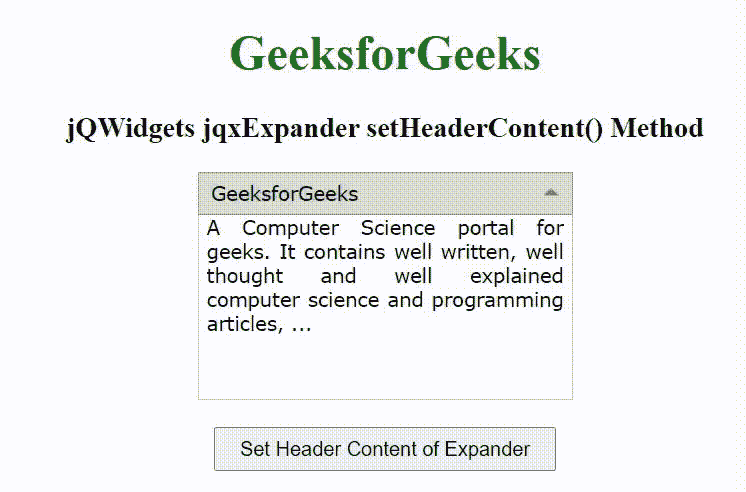 GeeksforGeeks
jQWidgets jqxExpander setHeaderContent() Method
GeeksforGeeks
A Computer Science portal for
geeks. It contains well written, well
thought and well explained
computer science and programming
articles, ...
Set Header Content of Expander